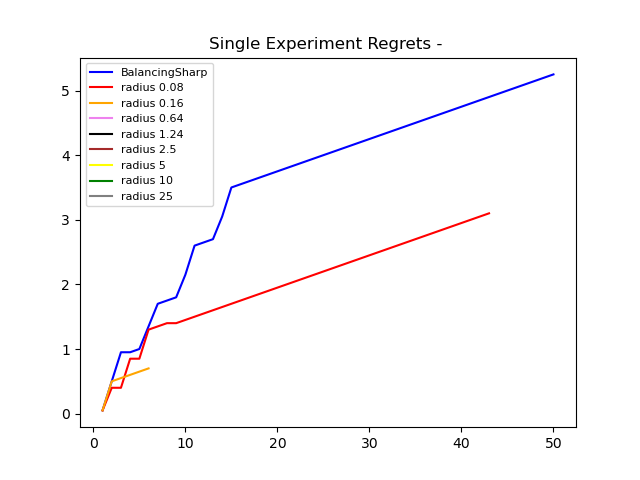 Single Experiment Regrets -
BalancingSharp
radius 0.08
radius 0.16
radius 0.64
radius 1.24
radius 2.5
radius 5
radius 10
radius 25
5
4
3
2
1
0
0 10 20 30 40 50